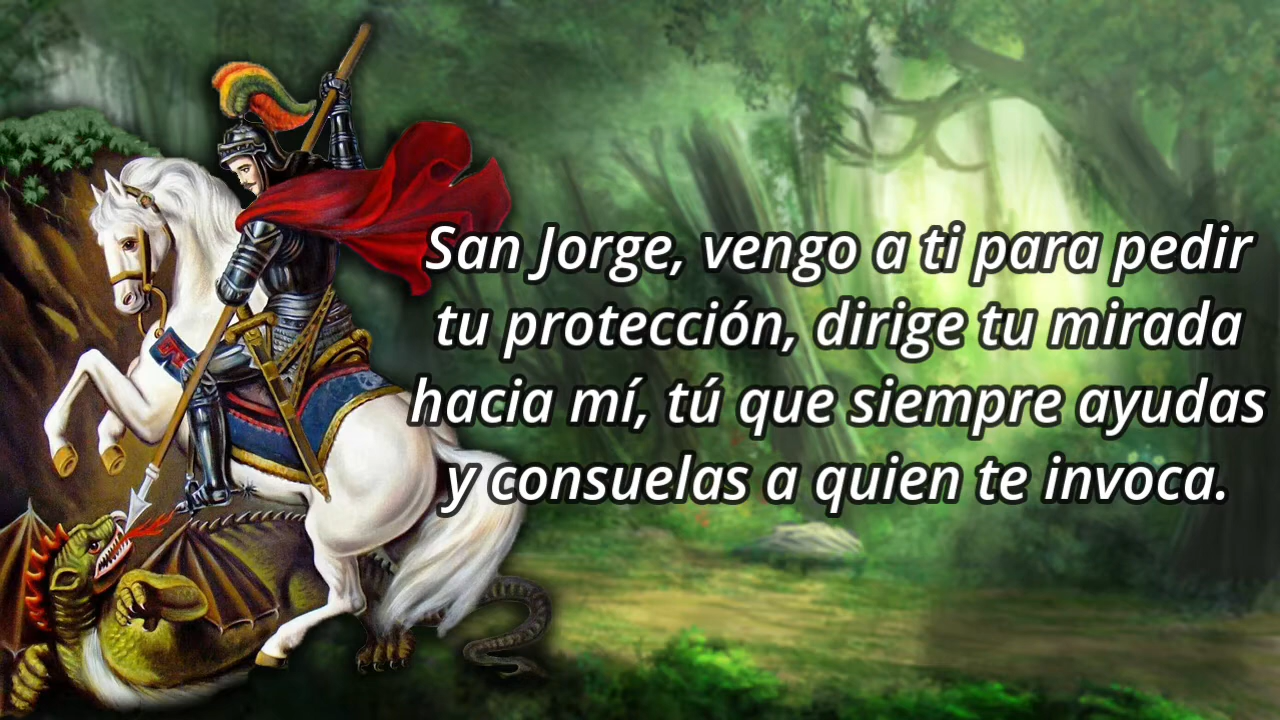 San Jorge, vengo a ti para pedir
tu protección, dirige tu mirada
hacia mí, tú que siempre ayudas
y consuelas a quien te invoca.